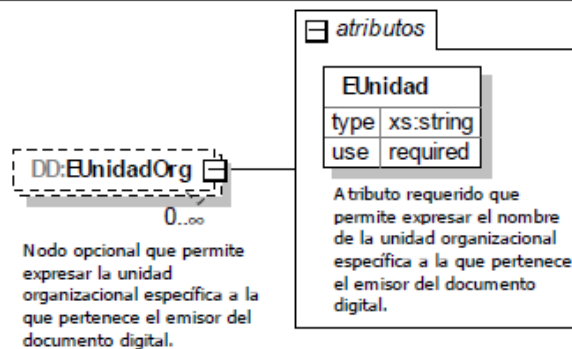 atributos
EUnidad
type xs:string
use required
Atributo requerido que
permite expresar el nombre
de la unidad organizacional
específica a la que pertenece
el emisor del documento
digital.
DD:EUnidadOrg
0..∞
Nodo opcional que permite
expresar la unidad
organizacional específica a la
que pertenece el emisor del
documento digital.